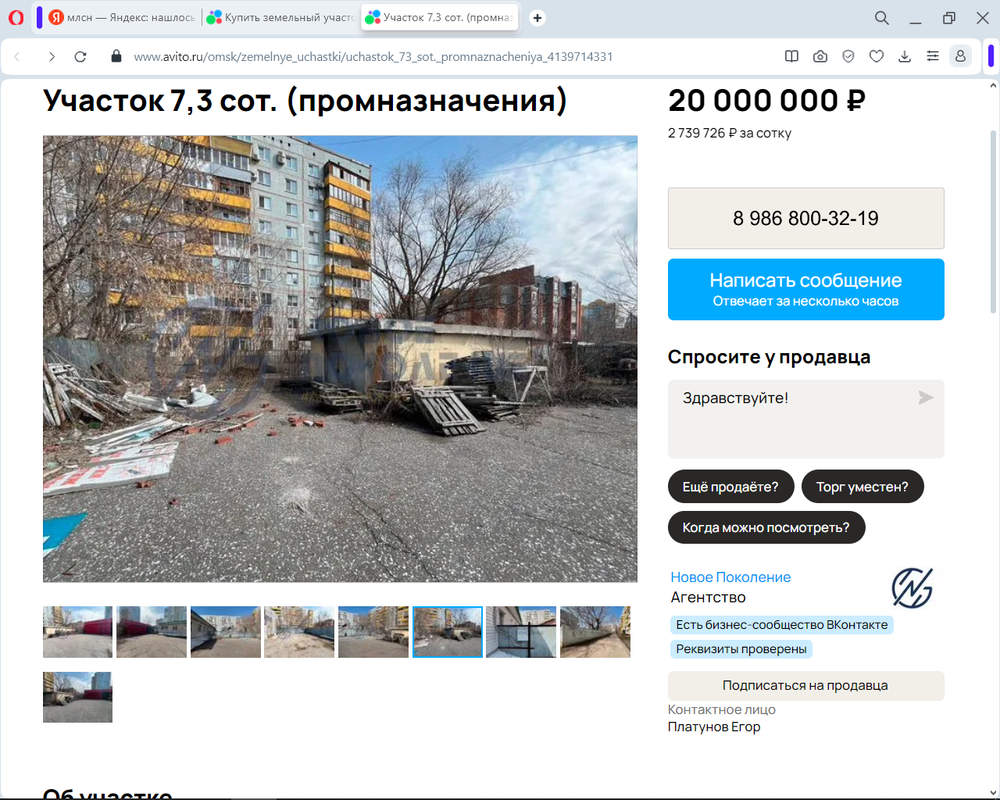 млсн — Яндекс: нашлось
Купить земельный участо
Участок 7,3 сот. (промназ
www.avito.ru/omsk/zemelnye_uchastki/uchastok_73_sot._promnaznacheniya_4139714331
Участок 7,3 сот. (промназначения)
20 000 000 ₽
2 739 726 ₽ за сотку
8 986 800-32-19
Написать сообщение
Отвечает за несколько часов
Спросите у продавца
Здравствуйте!
Ещё продаёте?
Торг уместен?
Когда можно посмотреть?
Новое Поколение
Агентство
Есть бизнес-сообщество ВКонтакте
Реквизиты проверены
Подписаться на продавца
Контактное лицо
Платунов Егор
Об участке